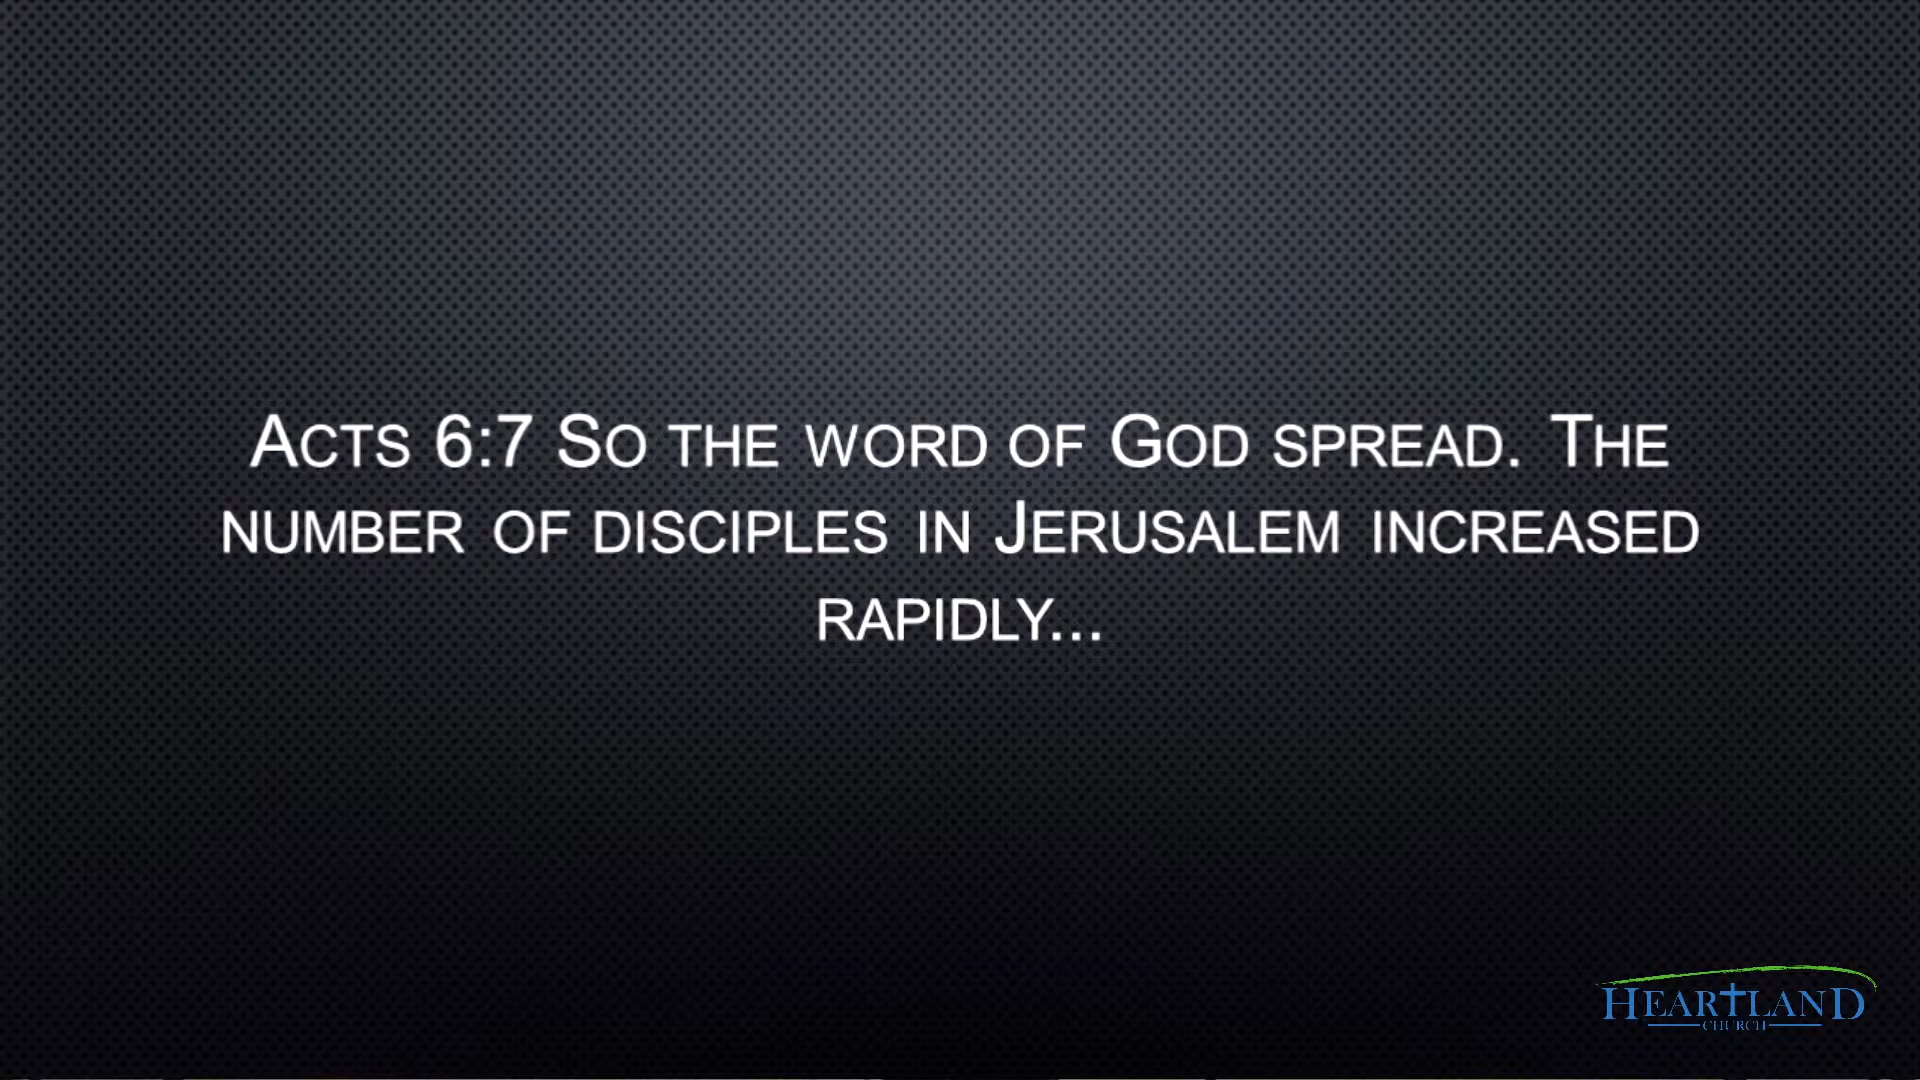 Acts 6:7 So the word of God spread. The
number of disciples in Jerusalem increased
rapidly...
Heartland
Church